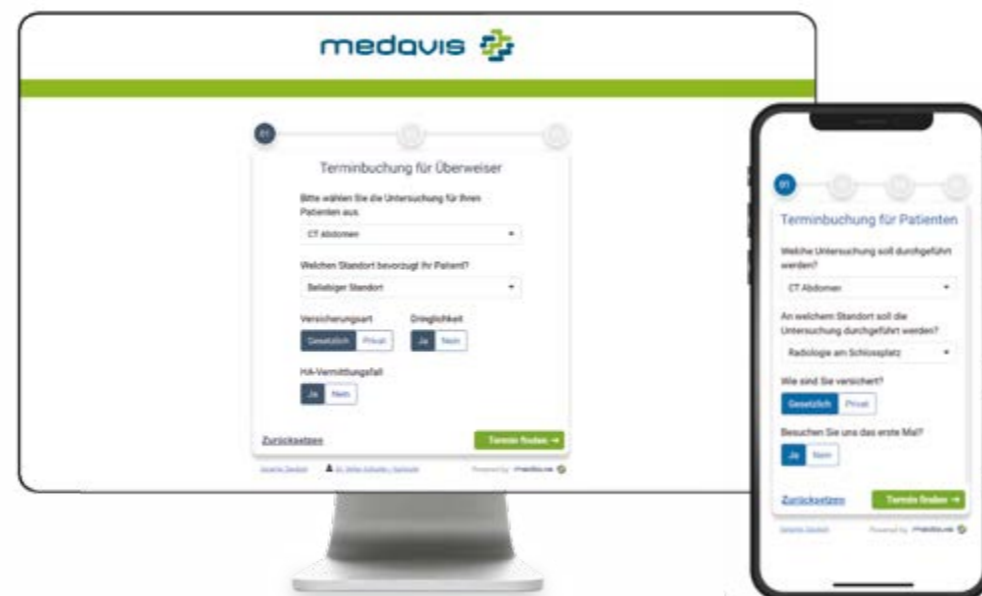 medavis
01
Terminbuchung für Überweiser
Bitte wählen Sie die Untersuchung für Ihren
Patienten aus.
CT Abdomen
Welchen Standort bevorzugt Ihr Patient?
Beliebiger Standort
Versicherungsart
Dringlichkeit
Gesetzlich
Privat
Ja
Nein
HA-Vermittlungsfall
Ja
Nein
Zurücksetzen
Termin finden →
Powered by medavis
01
Terminbuchung für Patienten
Welche Untersuchung soll durchgeführt
werden?
CT Abdomen
An welchem Standort soll die
Untersuchung durchgeführt werden?
Radiologie am Schlossplatz
Wie sind Sie versichert?
Gesetzlich
Privat
Besuchen Sie uns das erste Mal?
Ja
Nein
Zurücksetzen
Termin finden →
Powered by medavis